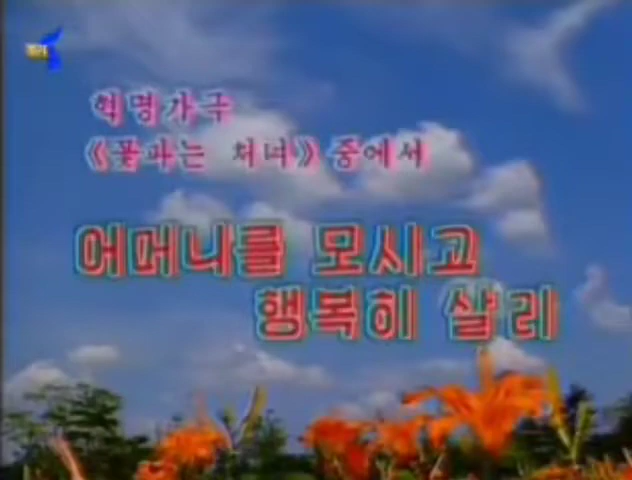 혁명가극
《꽃파는 처녀》 중에서
어머니를 모시고
행복히 살리